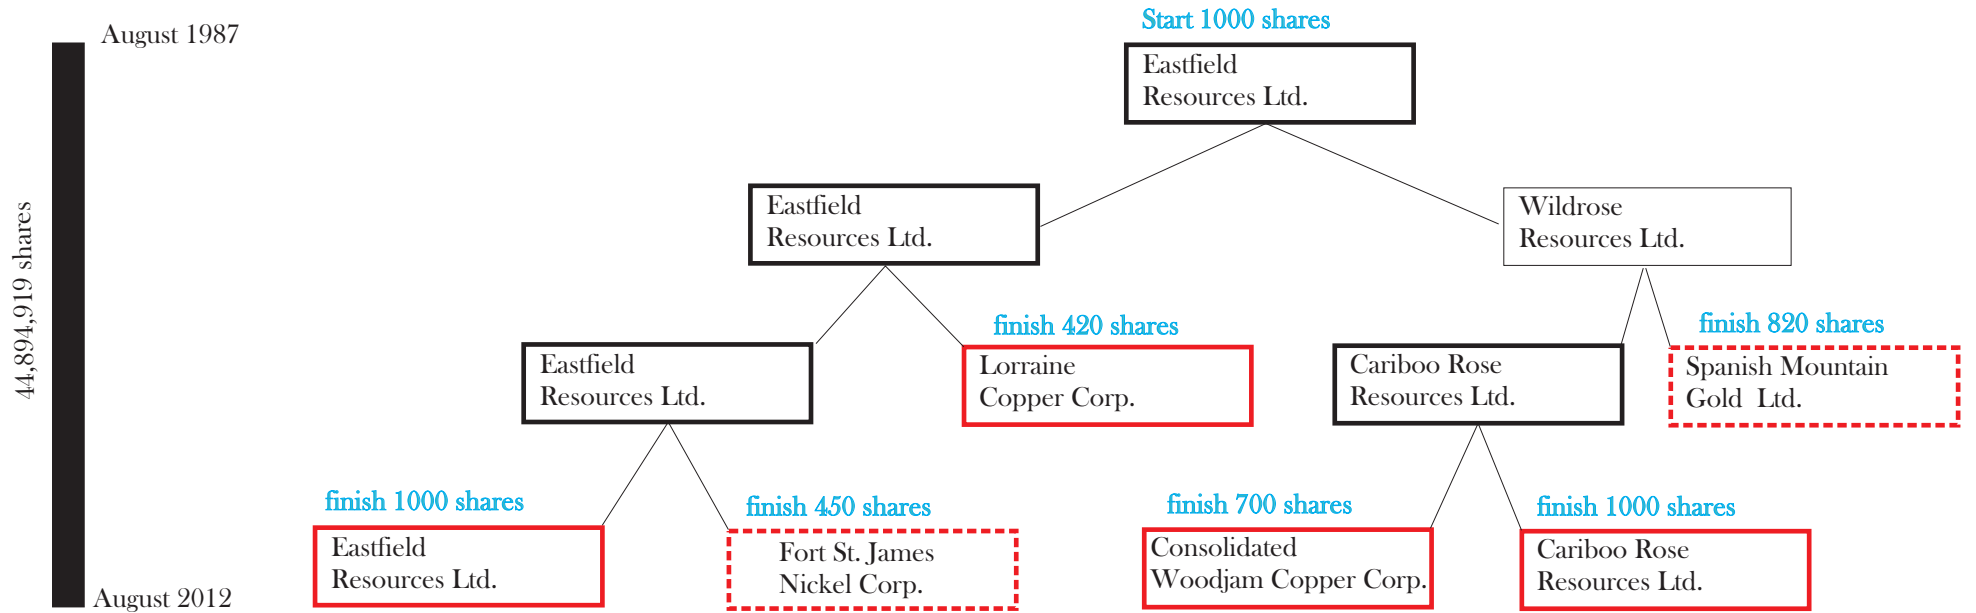 Start 1000 shares
August 1987
Eastfield
Resources Ltd.
Eastfield
Resources Ltd.
Wildrose
Resources Ltd.
44,894,919 shares
finish 420 shares
finish 820 shares
Eastfield
Resources Ltd.
Lorraine
Copper Corp.
Cariboo Rose
Resources Ltd.
Spanish Mountain
Gold Ltd.
finish 1000 shares
finish 450 shares
finish 700 shares
finish 1000 shares
Eastfield
Resources Ltd.
Fort St. James
Nickel Corp.
Consolidated
Woodjam Copper Corp.
Cariboo Rose
Resources Ltd.
August 2012